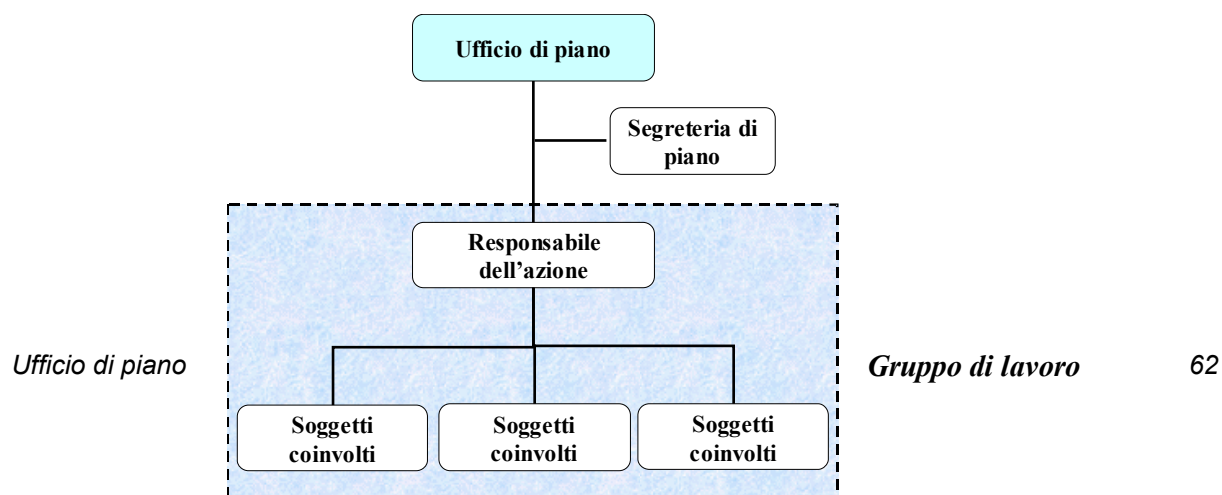 Ufficio di piano
Segreteria di
piano
Responsabile
dell’azione
Ufficio di piano
Gruppo di lavoro
62
Soggetti
coinvolti
Soggetti
coinvolti
Soggetti
coinvolti